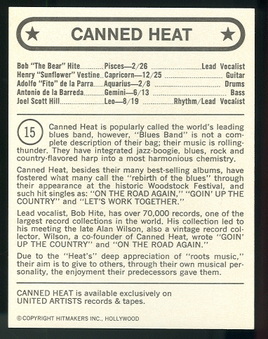 CANNED HEAT
Bob "The Bear" Hite Pisces—2/26 Lead Vocalist
Henry "Sunflower" Vestine Capricorn—12/25 Guitar
Adolfo "Fito" de la Parra Aquarius—2/8 Drums
Antonio de la Barreda Gemini—6/13 Bass
Joel Scott Hill Leo—8/19 Rhythm/Lead Vocalist
15
Canned Heat is popularly called the world's leading
blues band, however, "Blues Band" is not a com-
plete description of their bag; their music is rolling-
thunder. They have integrated jazz-boogie, blues, rock and
country-flavored harp into a most harmonious chemistry.
Canned Heat, besides their many best-selling albums, have
fostered what many call the "rebirth of the blues" through
their appearance at the historic Woodstock Festival, and
such hit singles as: "ON THE ROAD AGAIN," "GOIN' UP THE
COUNTRY" and "LET'S WORK TOGETHER."
Lead vocalist, Bob Hite, has over 70,000 records, one of the
largest record collections in the world. His collection led to
his meeting the late Alan Wilson, also a vintage record col-
lector, Wilson, a co-founder of Canned Heat, wrote "GOIN'
UP THE COUNTRY" and "ON THE ROAD AGAIN."
Due to the "Heat's" deep appreciation of "roots music,"
their aim is to give to others, through their own musical per-
sonality, the enjoyment their predecessors gave them.
CANNED HEAT is available exclusively on
UNITED ARTISTS records & tapes.
©COPYRIGHT HITMAKERS INC., HOLLYWOOD